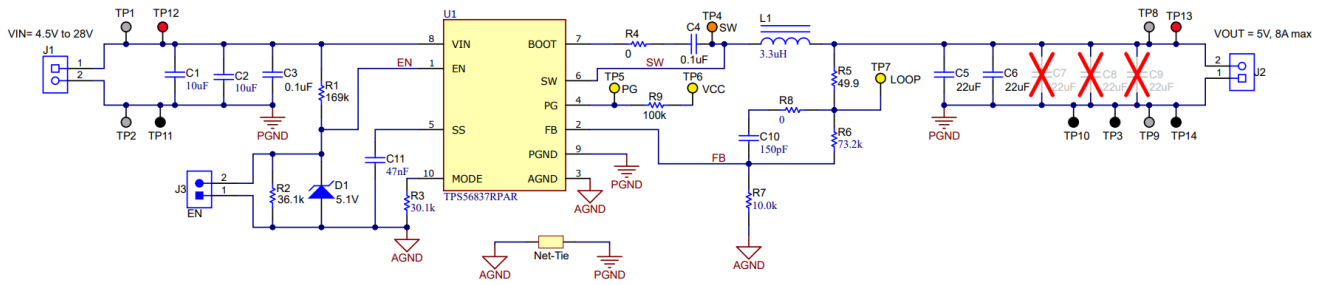 VIN= 4.5V to 28V
J1
1
2
TP1
TP12
TP2
TP11
C1
10uF
C2
10uF
C3
0.1uF
PGND
R1
169k
EN
U1
8
VIN
1
EN
5
SS
10
MODE
BOOT
7
SW
6
PG
4
FB
2
PGND
9
AGND
3
TPS56837RPAR
J3
2
1
EN
R2
36.1k
D1
5.1V
C11
47nF
R3
30.1k
AGND
R4
0
C4
0.1uF
TP4
SW
SW
L1
3.3uH
TP5
PG
R9
100k
TP6
VCC
PGND
AGND
AGND
Net-Tie
PGND
FB
R5
49.9
TP7
LOOP
R8
0
C10
150pF
R6
73.2k
R7
10.0k
AGND
C5
22uF
C6
22uF
C7
22uF
C8
22uF
C9
22uF
PGND
TP8
TP13
TP10
TP3
TP9
TP14
VOUT = 5V, 8A max
2
1
J2